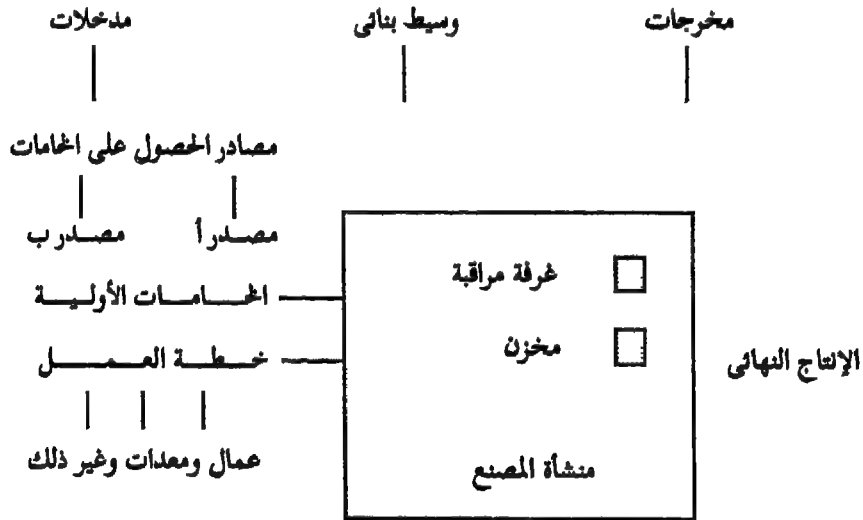 مدخلات
وسيط بنائى
مخرجات
مصادر الحصول على الخامات
مصدر أ
مصدر ب
الخامات الأولية
خطة العمل
عمال ومعدات وغير ذلك
غرفة مراقبة
مخزن
منشأة المصنع
الإنتاج النهائى